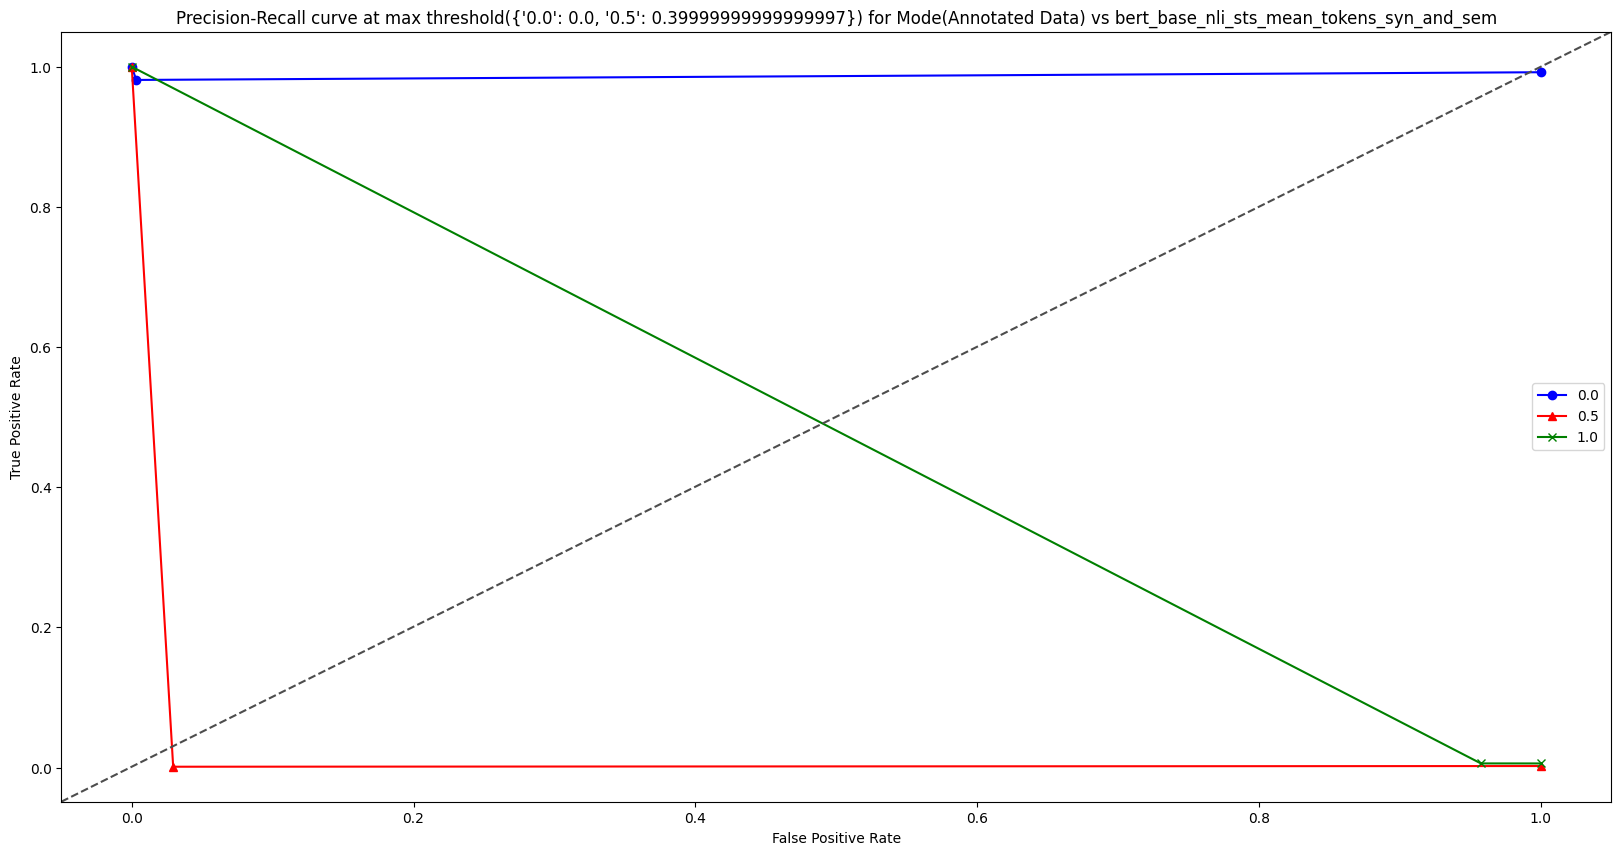 Precision-Recall curve at max threshold({'0.0': 0.0, '0.5': 0.39999999999999997}) for Mode(Annotated Data) vs bert_base_nli_sts_mean_tokens_syn_and_sem
1.0
0.8
0.6
0.4
0.2
0.0
True Positive Rate
0.0
0.5
1.0
0.0 0.2 0.4 0.6 0.8 1.0
False Positive Rate